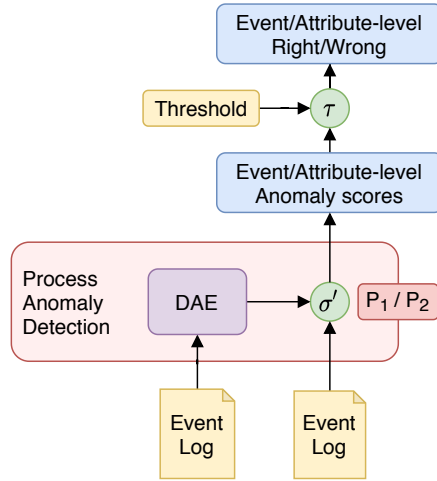 Event/Attribute-level
Right/Wrong
Threshold
τ
Event/Attribute-level
Anomaly scores
Process
Anomaly
Detection
DAE
σ′
P₁ / P₂
Event
Log
Event
Log